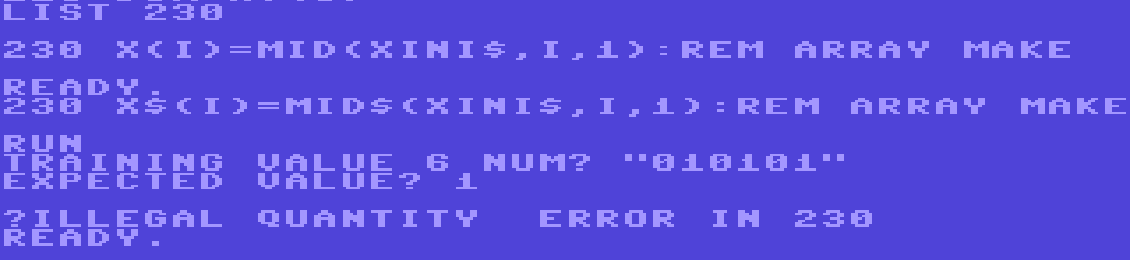 LIST 230
230 X(I)=MID(XINI$,I,1):REM ARRAY MAKE
READY.
230 X$(I)=MID$(XINI$,I,1):REM ARRAY MAKE
RUN
TRAINING VALUE 6 NUM? "010101"
EXPECTED VALUE? 1
?ILLEGAL QUANTITY  ERROR IN 230
READY.